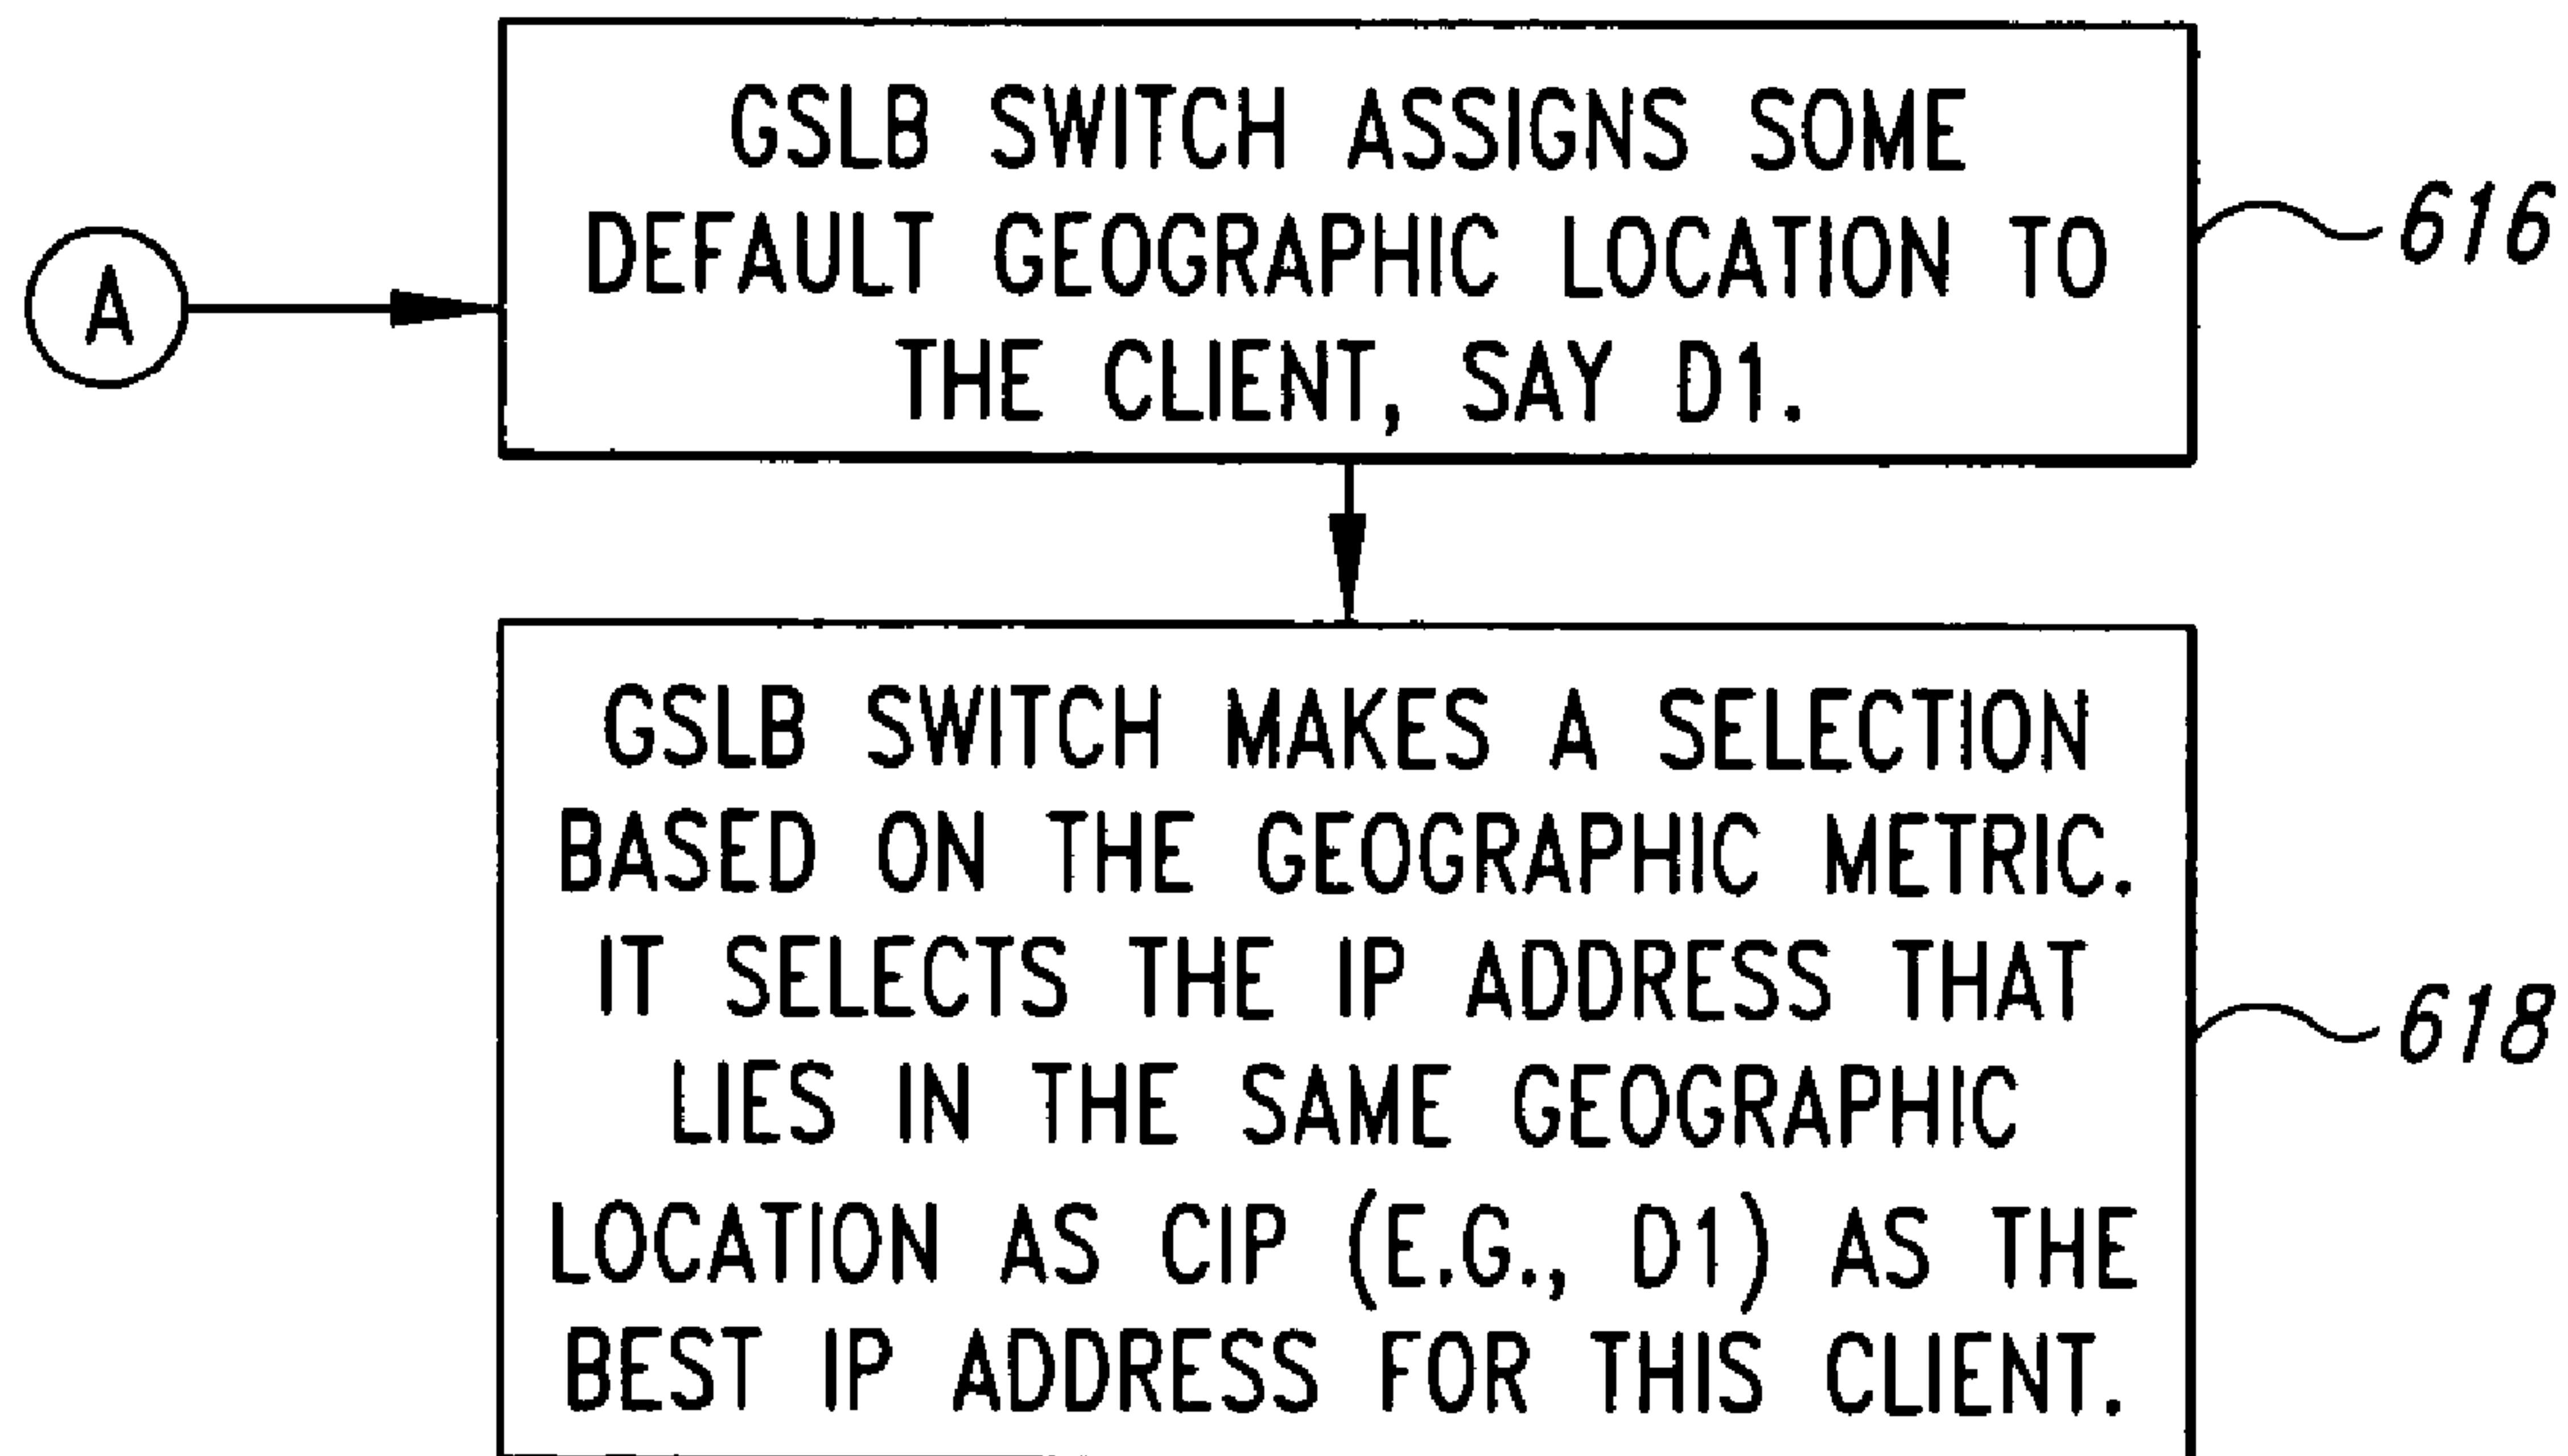 GSLB SWITCH ASSIGNS SOME
DEFAULT GEOGRAPHIC LOCATION TO
THE CLIENT, SAY D1.
616
A
GSLB SWITCH MAKES A SELECTION
BASED ON THE GEOGRAPHIC METRIC.
IT SELECTS THE IP ADDRESS THAT
LIES IN THE SAME GEOGRAPHIC
LOCATION AS CIP (E.G., D1) AS THE
BEST IP ADDRESS FOR THIS CLIENT.
618